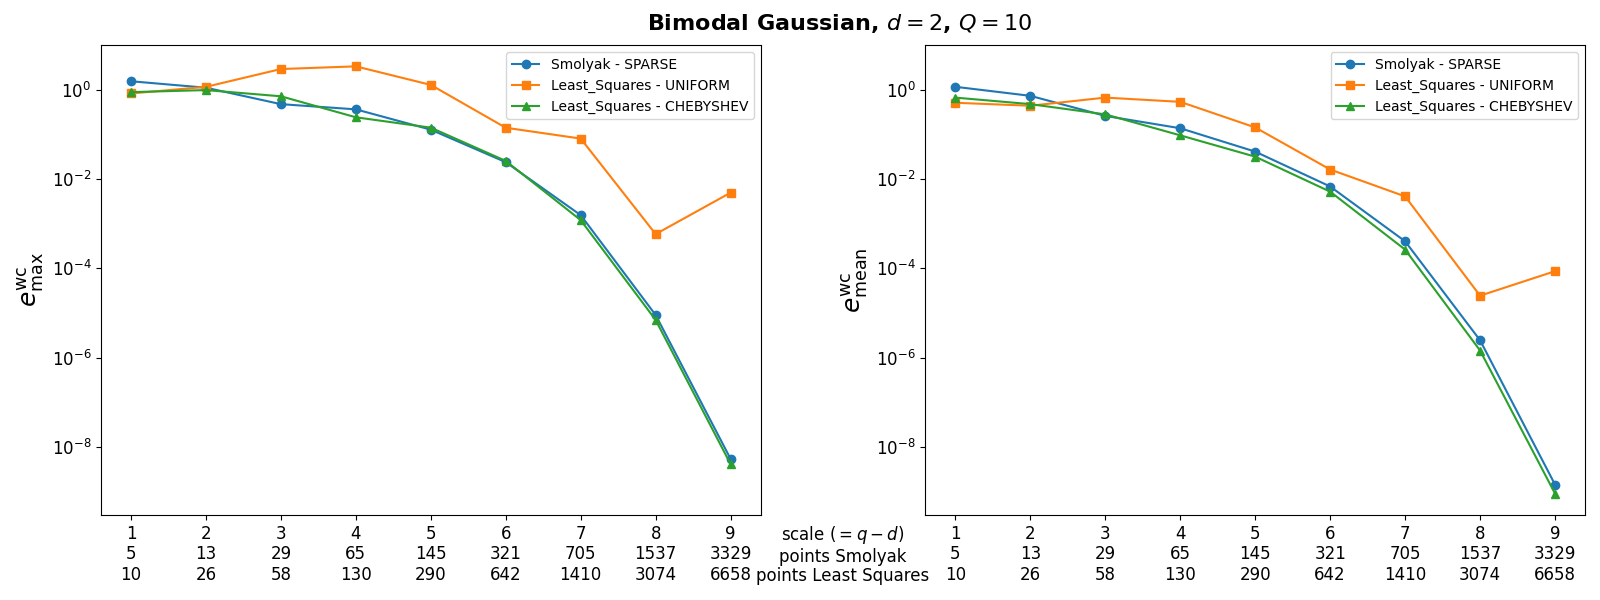 Bimodal Gaussian, d = 2, Q = 10
Smolyak - SPARSE
Least_Squares - UNIFORM
Least_Squares - CHEBYSHEV
10^0
10^-2
10^-4
10^-6
10^-8
e^wc_max
1 2 3 4 5 6 7 8 9
5 13 29 65 145 321 705 1537 3329
10 26 58 130 290 642 1410 3074 6658
scale (= q − d)
points Smolyak
points Least Squares
Smolyak - SPARSE
Least_Squares - UNIFORM
Least_Squares - CHEBYSHEV
10^0
10^-2
10^-4
10^-6
10^-8
e^wc_mean
1 2 3 4 5 6 7 8 9
5 13 29 65 145 321 705 1537 3329
10 26 58 130 290 642 1410 3074 6658